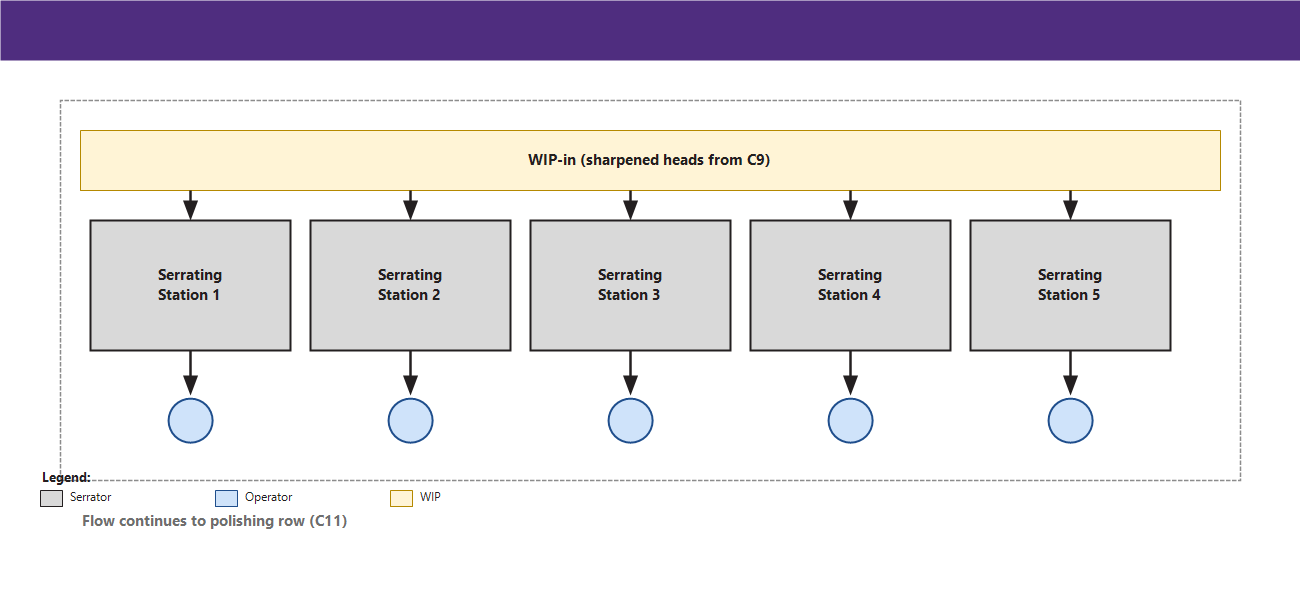 WIP-in (sharpened heads from C9)
Serrating
Station 1
Serrating
Station 2
Serrating
Station 3
Serrating
Station 4
Serrating
Station 5
Legend:
Serrator
Operator
WIP
Flow continues to polishing row (C11)